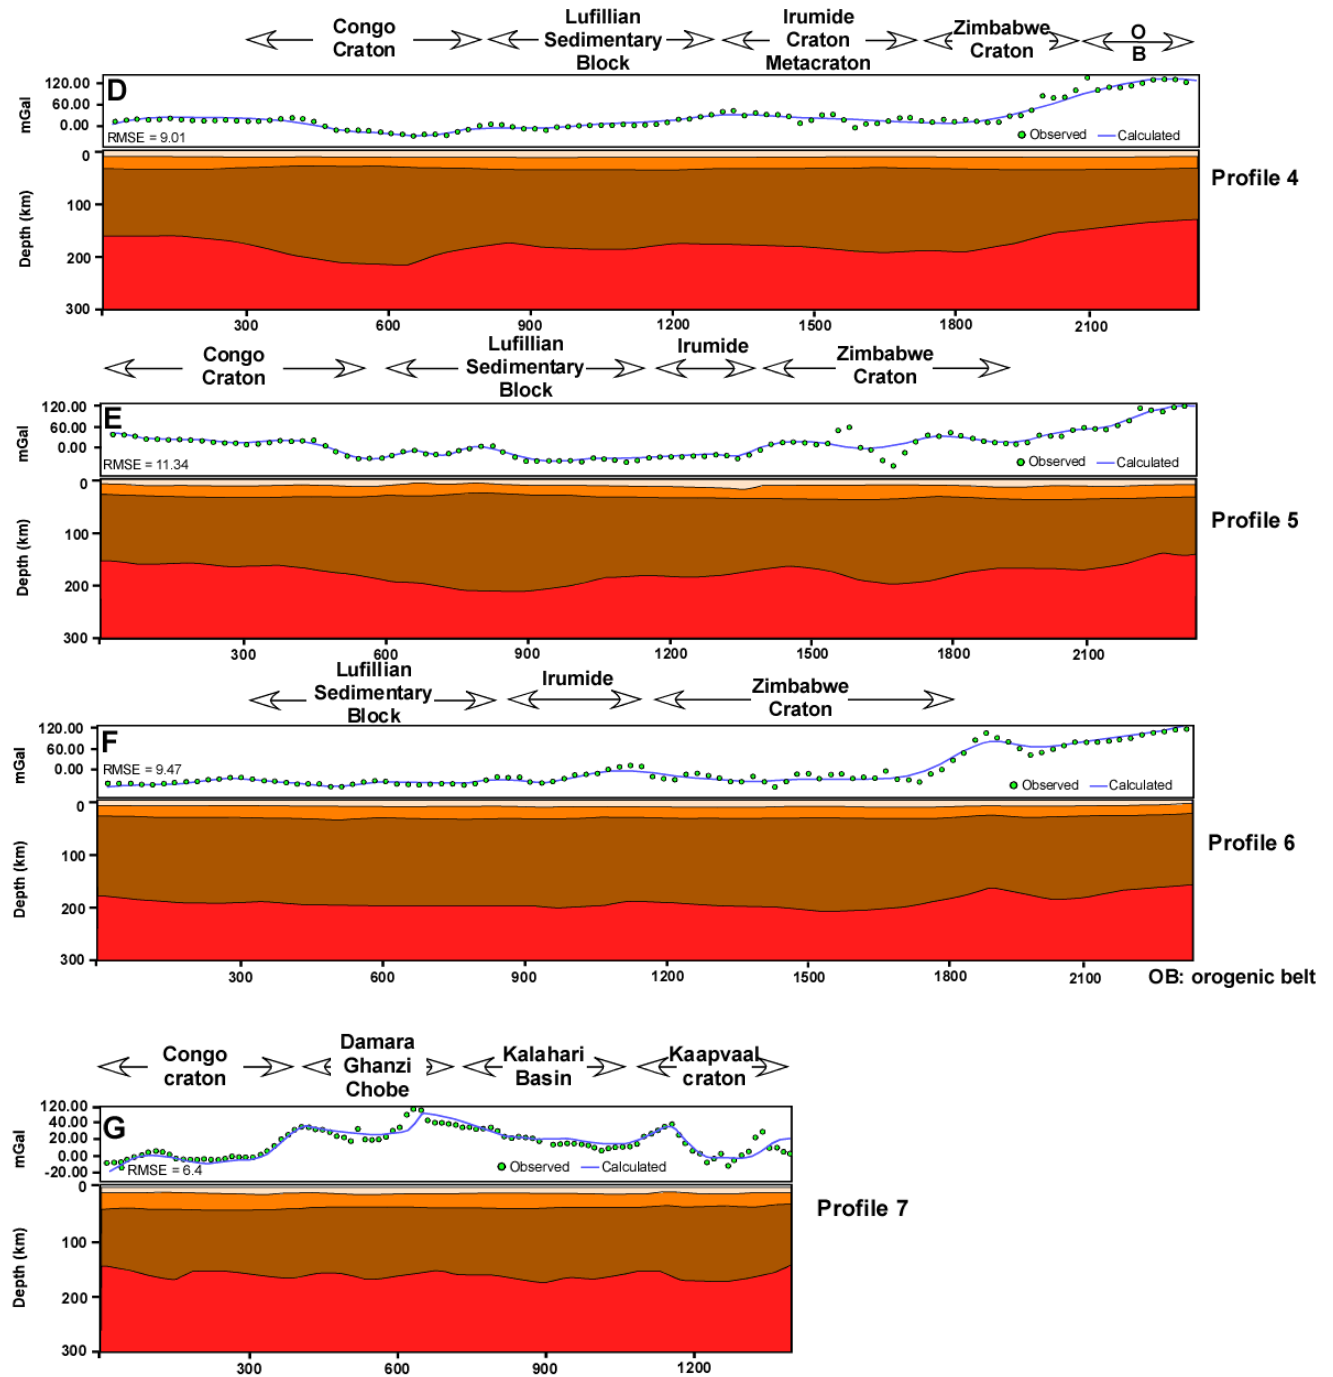 Congo
Craton
Lufillian
Sedimentary
Block
Irumide
Craton
Metacraton
Zimbabwe
Craton
O
B
D
120.00
60.00
0.00
mGal
RMSE = 9.01
Observed
Calculated
0
100
200
300
Depth (km)
Profile 4
300 600 900 1200 1500 1800 2100
Congo
Craton
Lufillian
Sedimentary
Block
Irumide
Zimbabwe
Craton
E
120.00
60.00
0.00
mGal
RMSE = 11.34
Observed
Calculated
0
100
200
300
Depth (km)
Profile 5
300 600 900 1200 1500 1800 2100
Lufillian
Sedimentary
Block
Irumide
Zimbabwe
Craton
F
120.00
60.00
0.00
mGal
RMSE = 9.47
Observed
Calculated
0
100
200
300
Depth (km)
Profile 6
300 600 900 1200 1500 1800 2100
OB: orogenic belt
Congo
craton
Damara
Ghanzi
Chobe
Kalahari
Basin
Kaapvaal
craton
G
120.00
40.00
20.00
0.00
-20.00
mGal
RMSE = 6.4
Observed
Calculated
0
100
200
300
Depth (km)
Profile 7
300 600 900 1200